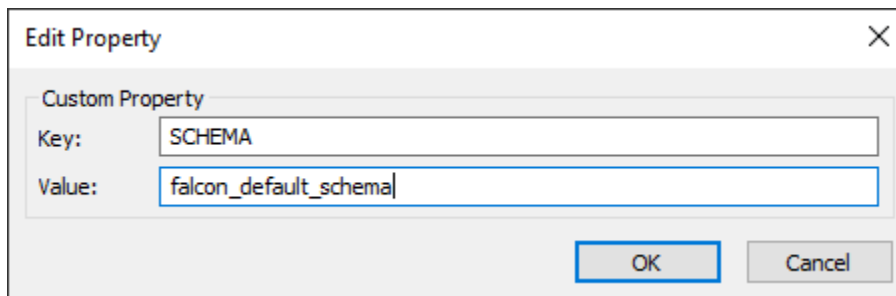 Edit Property
Custom Property
Key: SCHEMA
Value: falcon_default_schema
OK Cancel